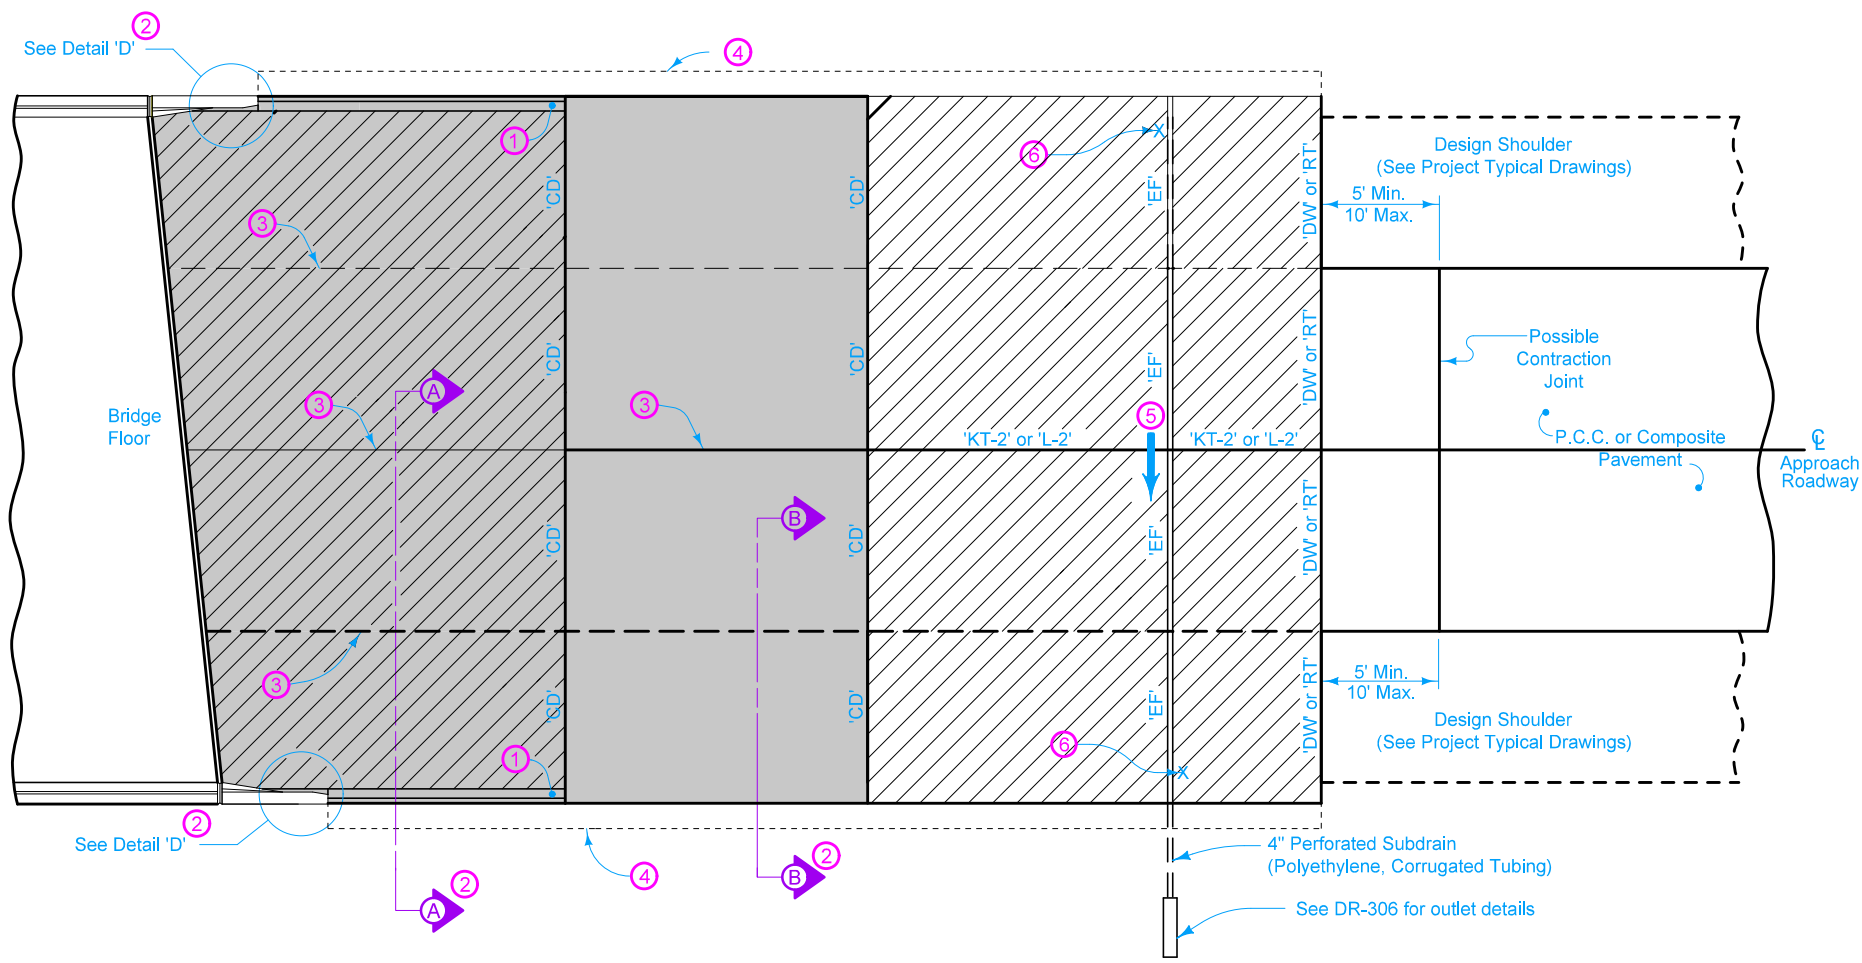 2
See Detail 'D'
4
1
6
Design Shoulder
(See Project Typical Drawings)
'CD'
'CD'
'EF'
'DW' or 'RT'
5' Min.
10' Max.
3
'CD'
'CD'
'EF'
'DW' or 'RT'
Possible
Contraction
Joint
A
3
3
Bridge
Floor
5
'KT-2' or 'L-2'
'KT-2' or 'L-2'
P.C.C. or Composite
Pavement
CL
Approach
Roadway
B
'CD'
'CD'
'EF'
'DW' or 'RT'
3
'CD'
'CD'
'EF'
'DW' or 'RT'
5' Min.
10' Max.
Design Shoulder
(See Project Typical Drawings)
1
6
2
See Detail 'D'
4
2
B
2
A
4" Perforated Subdrain
(Polyethylene, Corrugated Tubing)
See DR-306 for outlet details